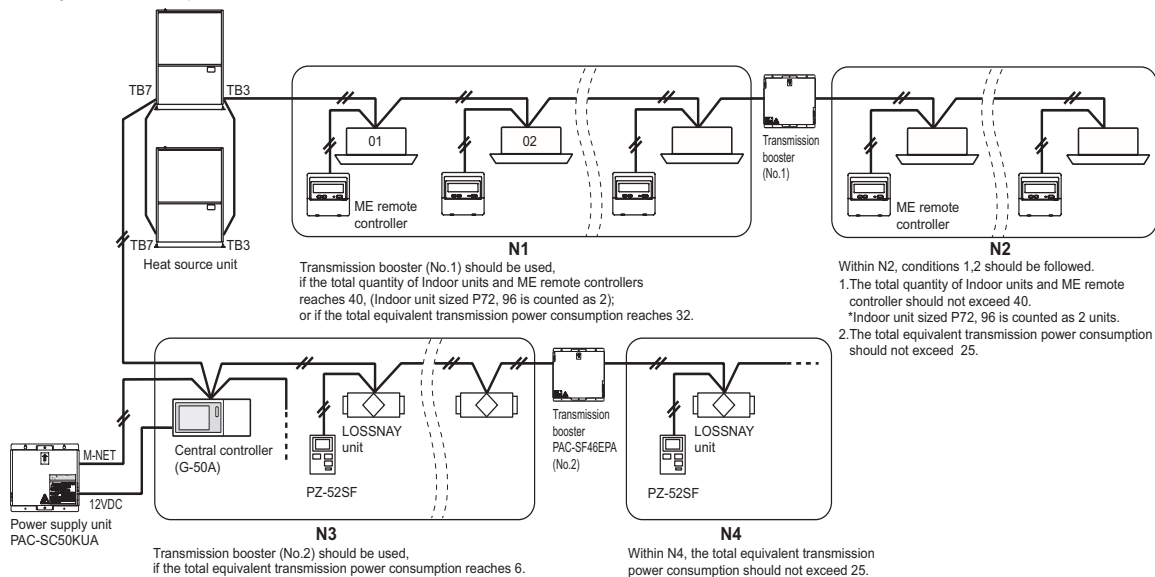 TB7
TB3
TB7
TB3
Heat source unit
01
02
ME remote
controller
N1
Transmission booster (No.1) should be used,
if the total quantity of Indoor units and ME remote controllers
reaches 40, (Indoor unit sized P72, 96 is counted as 2);
or if the total equivalent transmission power consumption reaches 32.
Transmission
booster
(No.1)
ME remote
controller
N2
Within N2, conditions 1,2 should be followed.
1.The total quantity of Indoor units and ME remote
controller should not exceed 40.
*Indoor unit sized P72, 96 is counted as 2 units.
2.The total equivalent transmission power consumption
should not exceed 25.
M-NET
12VDC
Power supply unit
PAC-SC50KUA
Central controller
(G-50A)
LOSSNAY
unit
PZ-52SF
N3
Transmission booster (No.2) should be used,
if the total equivalent transmission power consumption reaches 6.
Transmission
booster
PAC-SF46EPA
(No.2)
LOSSNAY
unit
PZ-52SF
N4
Within N4, the total equivalent transmission
power consumption should not exceed 25.